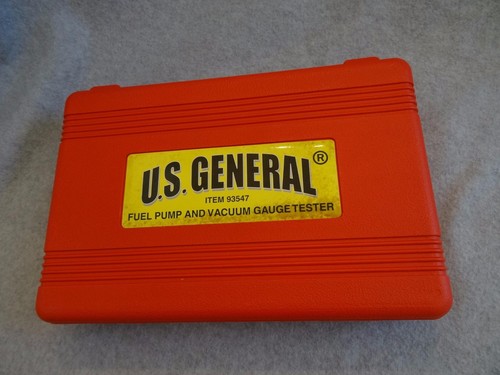 U.S. GENERAL®
ITEM 93547
FUEL PUMP AND VACUUM GAUGE TESTER